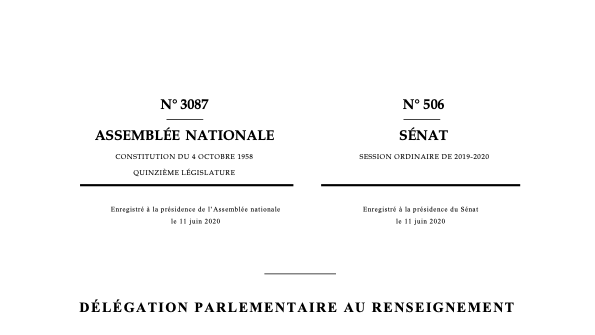 N° 3087
ASSEMBLÉE NATIONALE
CONSTITUTION DU 4 OCTOBRE 1958
QUINZIÈME LÉGISLATURE
Enregistré à la présidence de l'Assemblée nationale
le 11 juin 2020
N° 506
SÉNAT
SESSION ORDINAIRE DE 2019-2020
Enregistré à la présidence du Sénat
le 11 juin 2020
DÉLÉGATION PARLEMENTAIRE AU RENSEIGNEMENT